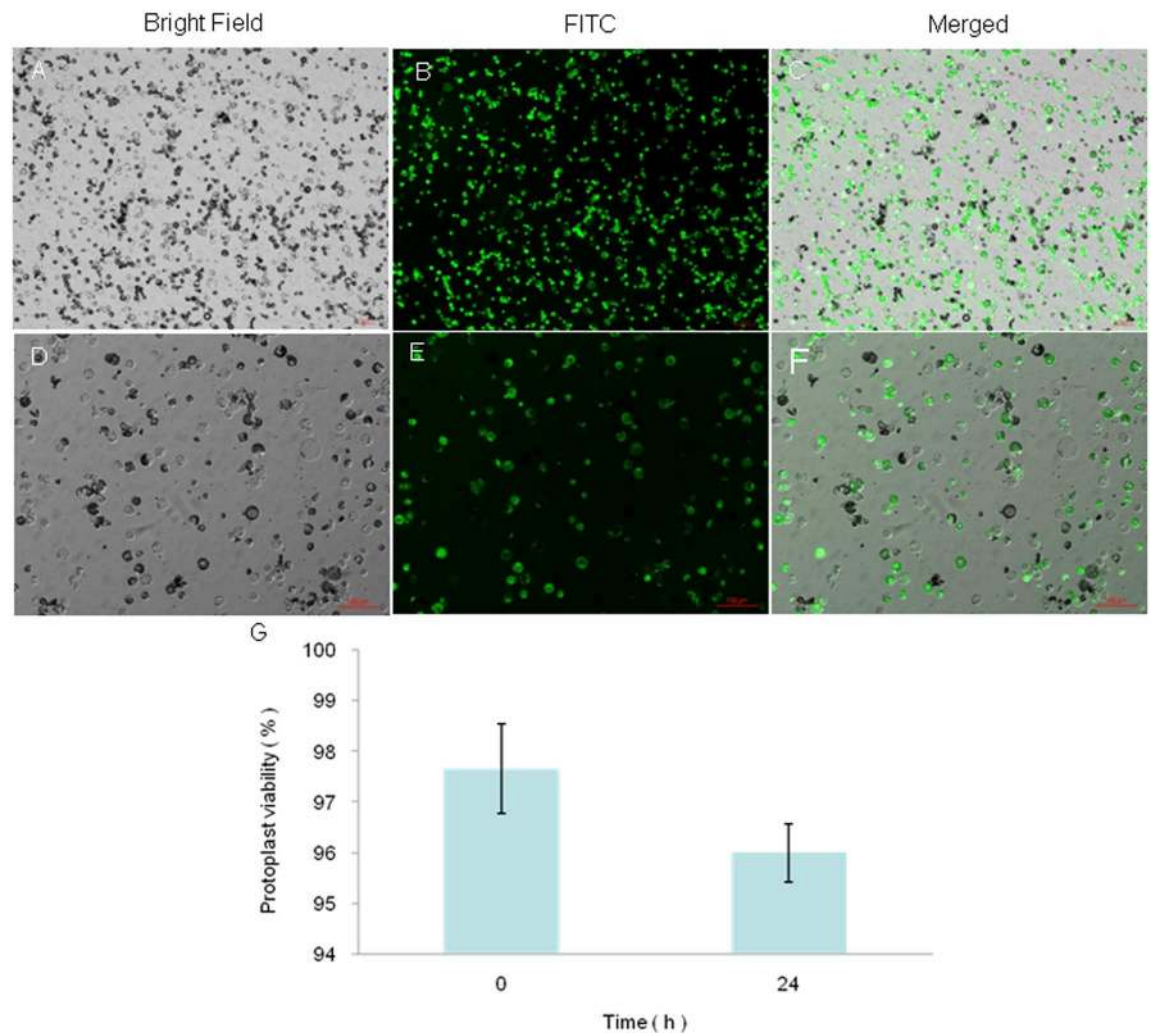 Bright Field
FITC
Merged
A
B
C
D
E
F
G
100
99
98
97
96
95
94
Protoplast viability ( % )
0
24
Time ( h )